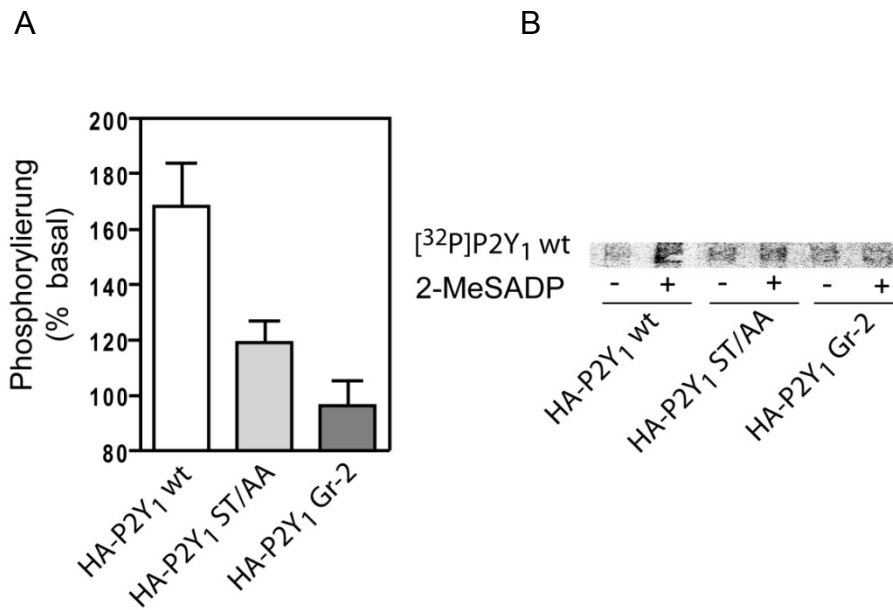 A
B
Phosphorylierung
(% basal)
200
180
160
140
120
100
80
HA-P2Y₁ wt
HA-P2Y₁ ST/AA
HA-P2Y₁ Gr-2
[³²P]P2Y₁ wt
2-MeSADP
- + - + - +
HA-P2Y₁ wt
HA-P2Y₁ ST/AA
HA-P2Y₁ Gr-2